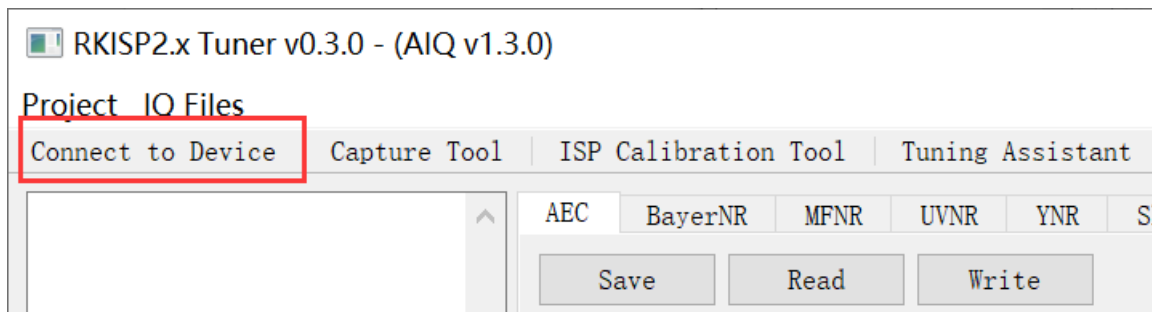 RKISP2.x Tuner v0.3.0 - (AIQ v1.3.0)
Project IQ Files
Connect to Device Capture Tool ISP Calibration Tool Tuning Assistant
AEC BayerNR MFNR UVNR YNR
Save Read Write